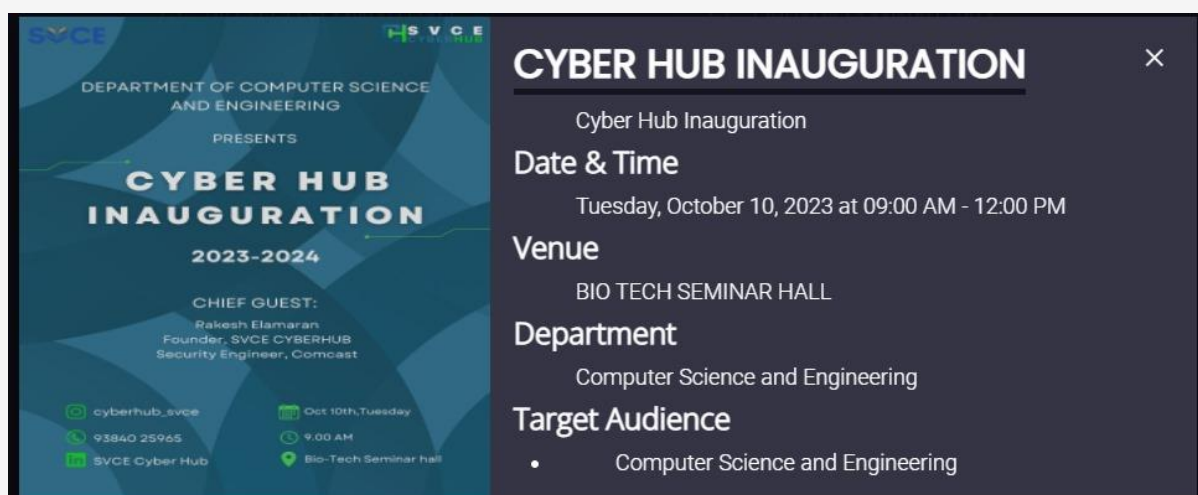 SVCE
SVCE
CYBERHUB
DEPARTMENT OF COMPUTER SCIENCE
AND ENGINEERING
PRESENTS
CYBER HUB
INAUGURATION
2023-2024
CHIEF GUEST:
Rakesh Elamaran
Founder, SVCE CYBERHUB
Security Engineer, Comcast
cyberhub_svce
93840 25965
SVCE Cyber Hub
Oct 10th,Tuesday
9.00 AM
Bio-Tech Seminar hall
CYBER HUB INAUGURATION
×
Cyber Hub Inauguration
Date & Time
Tuesday, October 10, 2023 at 09:00 AM - 12:00 PM
Venue
BIO TECH SEMINAR HALL
Department
Computer Science and Engineering
Target Audience
• Computer Science and Engineering